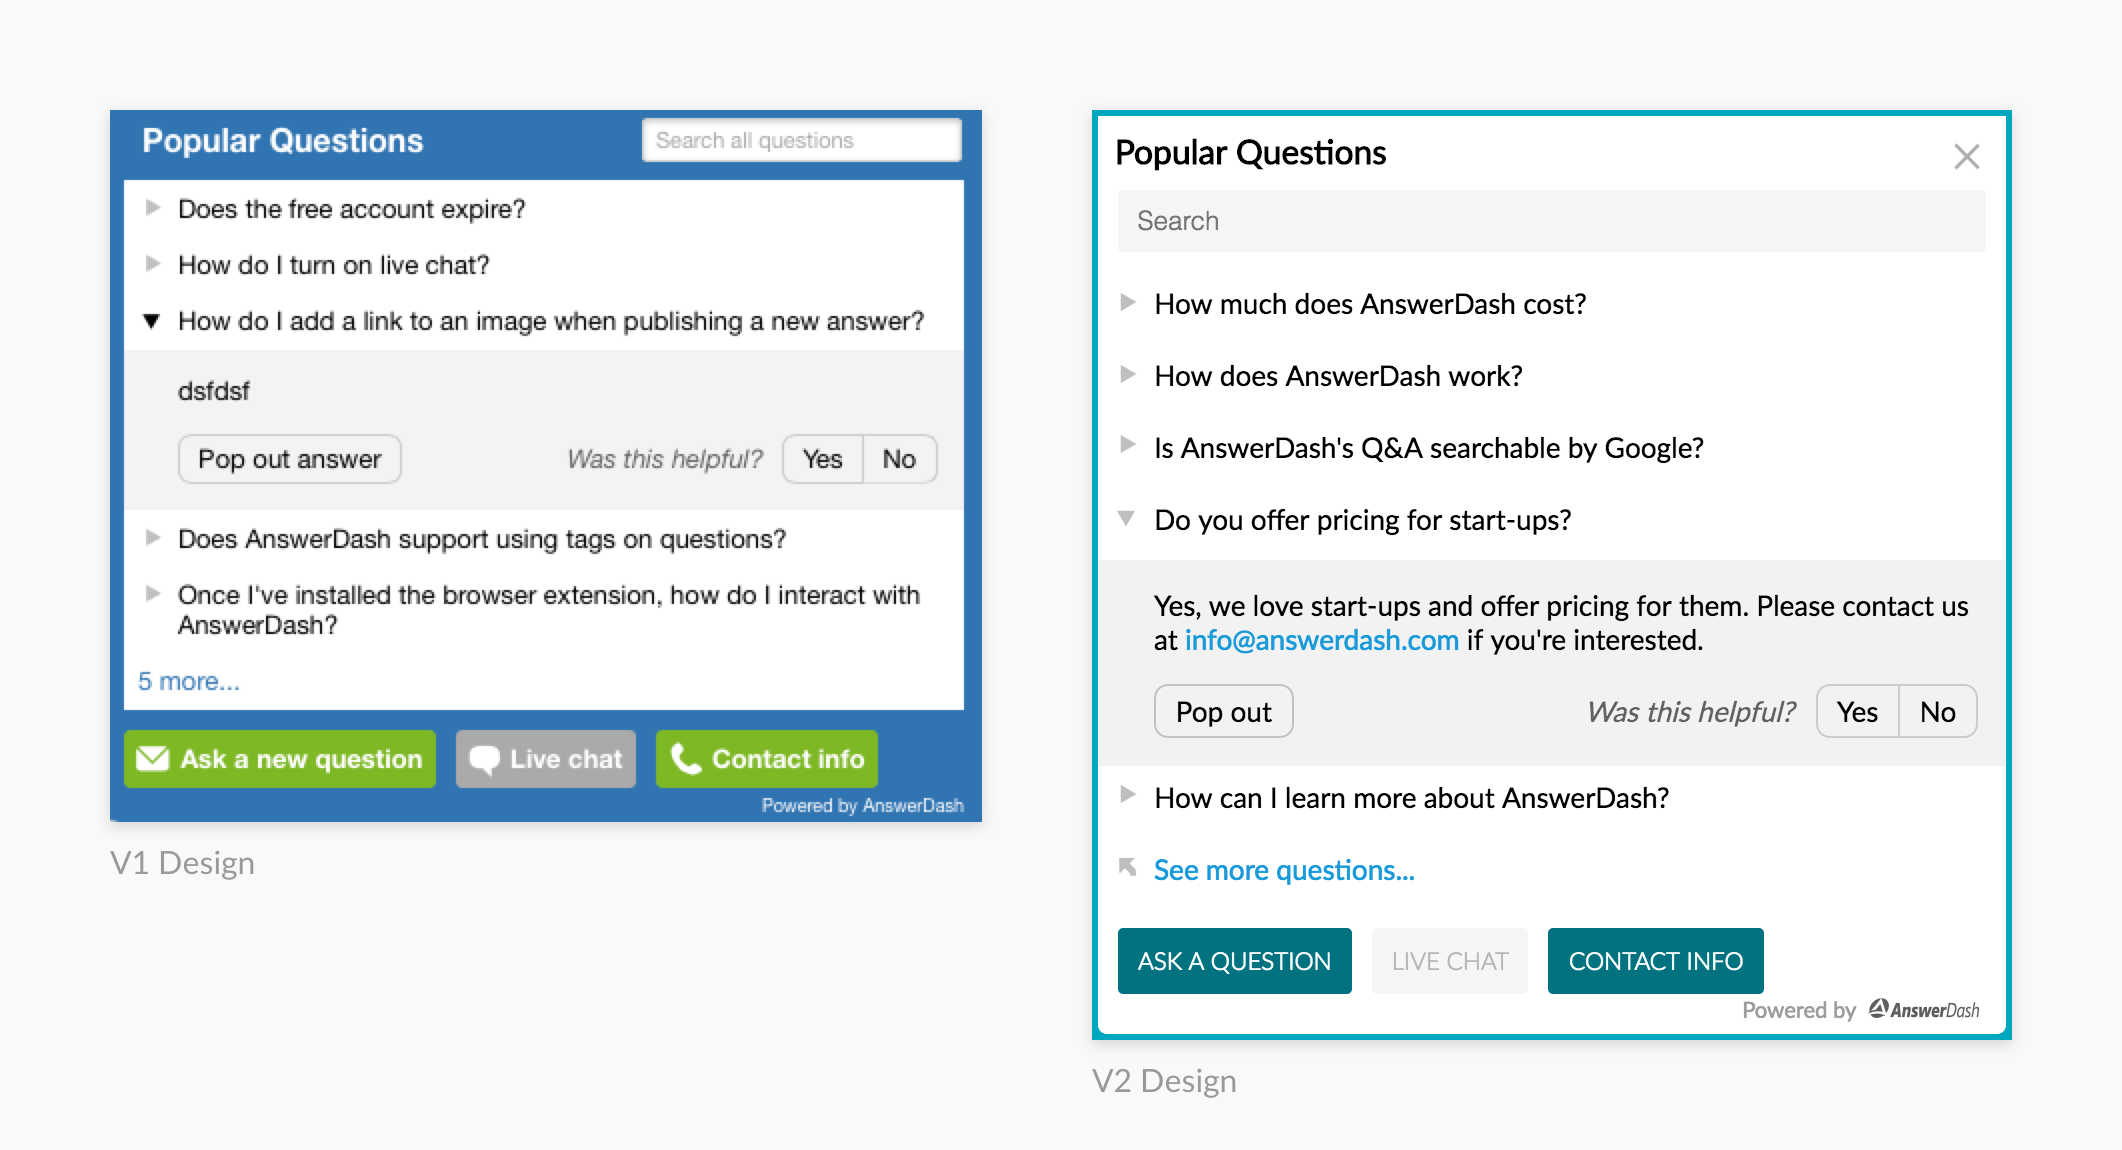 Popular Questions
Search all questions
Does the free account expire?
How do I turn on live chat?
How do I add a link to an image when publishing a new answer?
dsfdsf
Pop out answer
Was this helpful?
Yes
No
Does AnswerDash support using tags on questions?
Once I've installed the browser extension, how do I interact with
AnswerDash?
5 more...
Ask a new question
Live chat
Contact info
Powered by AnswerDash
V1 Design
Popular Questions
Search
How much does AnswerDash cost?
How does AnswerDash work?
Is AnswerDash's Q&A searchable by Google?
Do you offer pricing for start-ups?
Yes, we love start-ups and offer pricing for them. Please contact us
at info@answerdash.com if you're interested.
Pop out
Was this helpful?
Yes
No
How can I learn more about AnswerDash?
See more questions...
ASK A QUESTION
LIVE CHAT
CONTACT INFO
Powered by AnswerDash
V2 Design